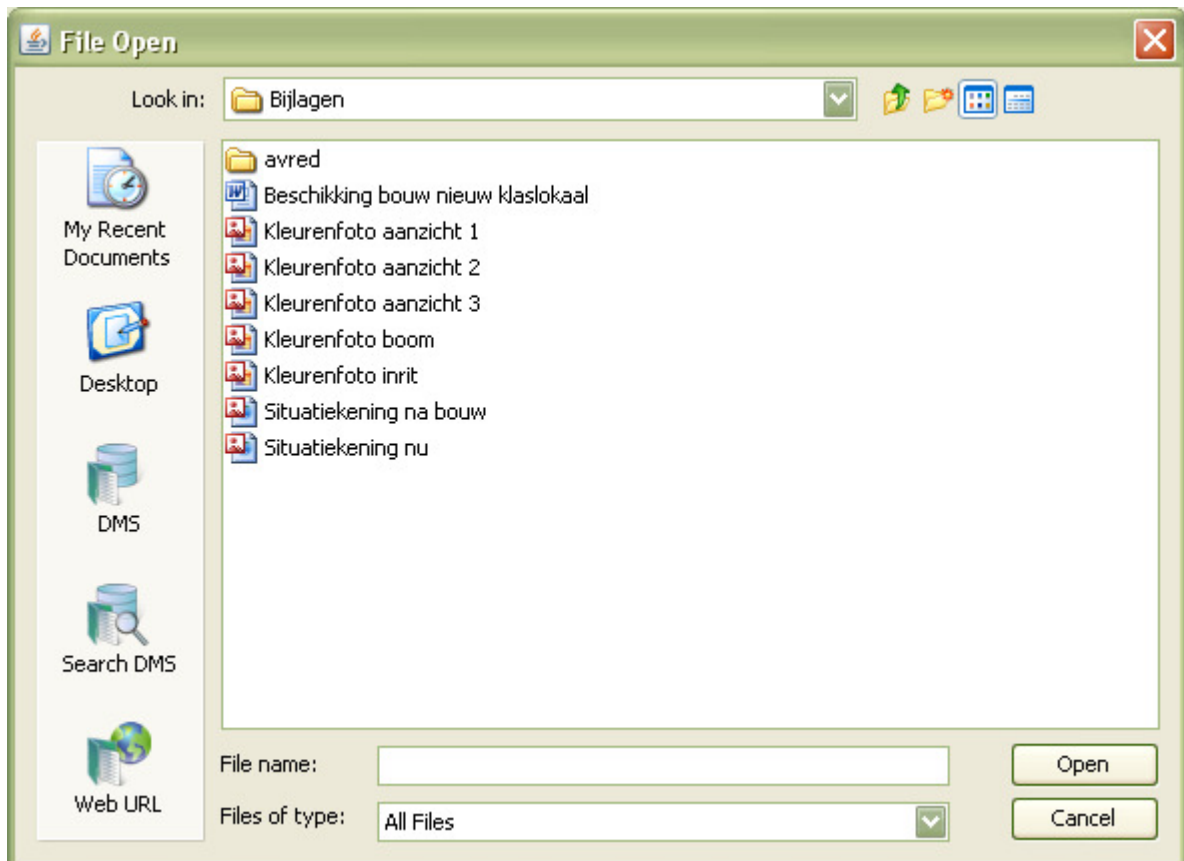 File Open
Look in:
Bijlagen
My Recent
Documents
Desktop
DMS
Search DMS
Web URL
avred
Beschikking bouw nieuw klaslokaal
Kleurenfoto aanzicht 1
Kleurenfoto aanzicht 2
Kleurenfoto aanzicht 3
Kleurenfoto boom
Kleurenfoto inrit
Situatiekening na bouw
Situatiekening nu
File name:
Open
Files of type:
All Files
Cancel